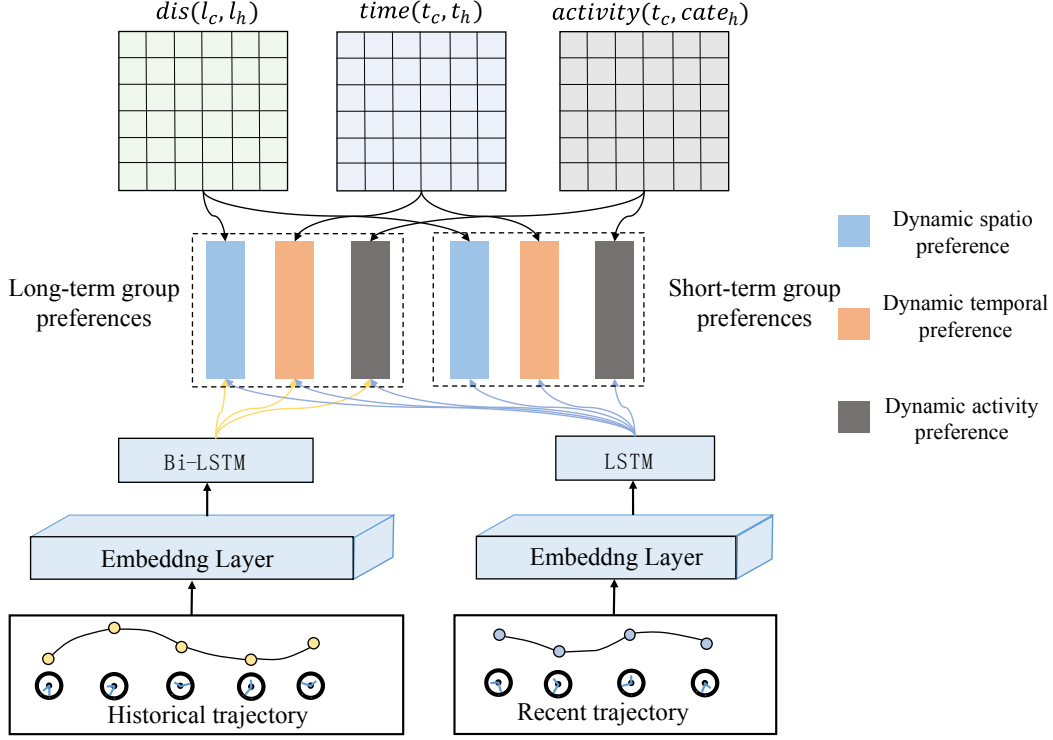 dis(l_c, l_h)
time(t_c, t_h)
activity(t_c, cate_h)
Long-term group
preferences
Short-term group
preferences
Dynamic spatio
preference
Dynamic temporal
preference
Dynamic activity
preference
Bi-LSTM
LSTM
Embeddng Layer
Embeddng Layer
Historical trajectory
Recent trajectory